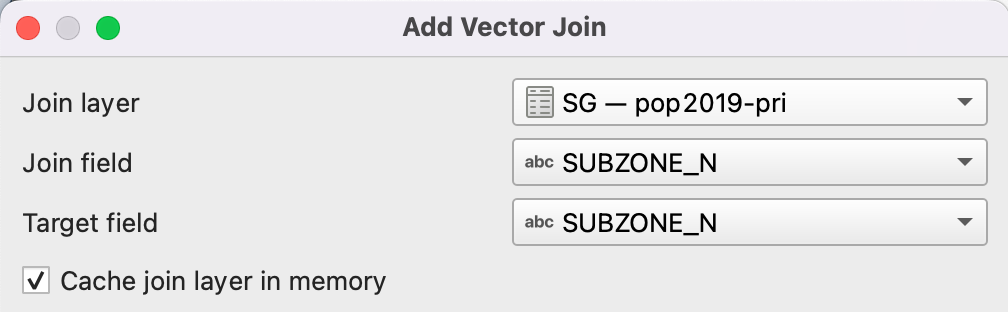 Add Vector Join
Join layer SG — pop2019-pri
Join field abc SUBZONE_N
Target field abc SUBZONE_N
Cache join layer in memory